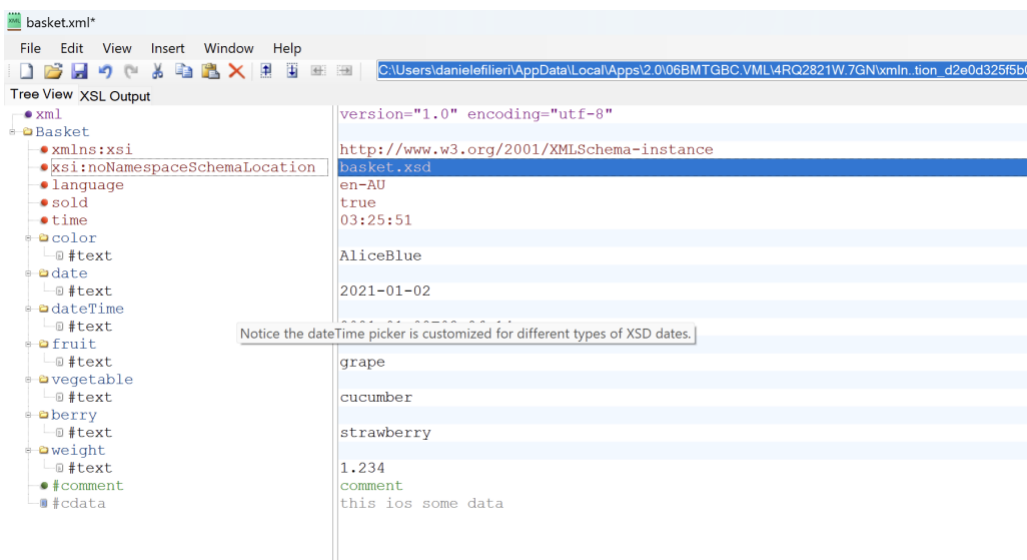 basket.xml*
File Edit View Insert Window Help
C:\Users\danielefilieri\AppData\Local\Apps\2.0\06BMTGBC.VML\4RQ2821W.7GN\xmln..tion_d2e0d325f5b0
Tree View XSL Output
xml version="1.0" encoding="utf-8"
Basket
xmlns:xsi http://www.w3.org/2001/XMLSchema-instance
xsi:noNamespaceSchemaLocation basket.xsd
language en-AU
sold true
time 03:25:51
color
#text AliceBlue
date
#text 2021-01-02
dateTime
#text
Notice the dateTime picker is customized for different types of XSD dates.
fruit
#text grape
vegetable
#text cucumber
berry
#text strawberry
weight
#text 1.234
#comment comment
#cdata this ios some data